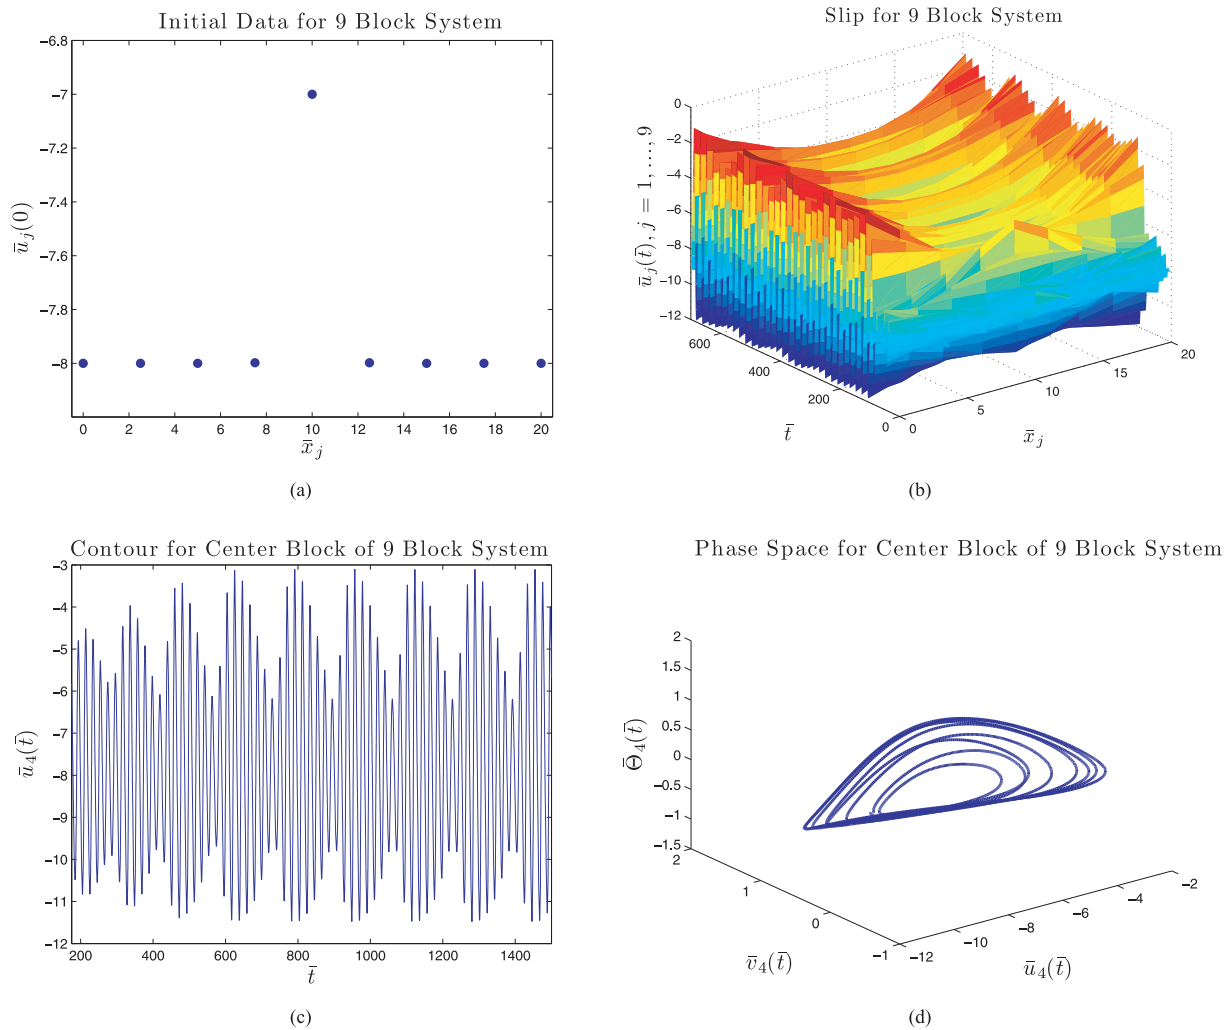 Initial Data for 9 Block System
−6.8
−7
−7.2
−7.4
−7.6
−7.8
−8
ū_j(0)
0 2 4 6 8 10 12 14 16 18 20
x̄_j
(a)
Slip for 9 Block System
0
−2
−4
−6
−8
−10
−12
ū_j(t̄), j = 1, ..., 9
600
400
200
0
t̄
0
5
10
15
20
x̄_j
(b)
Contour for Center Block of 9 Block System
−3
−4
−5
−6
−7
−8
−9
−10
−11
−12
ū₄(t̄)
200 400 600 800 1000 1200 1400
t̄
(c)
Phase Space for Center Block of 9 Block System
2
1.5
1
0.5
0
−0.5
−1
−1.5
Θ̄₄(t̄)
2
1
0
−1
v̄₄(t̄)
−12
−10
−8
−6
−4
−2
ū₄(t̄)
(d)